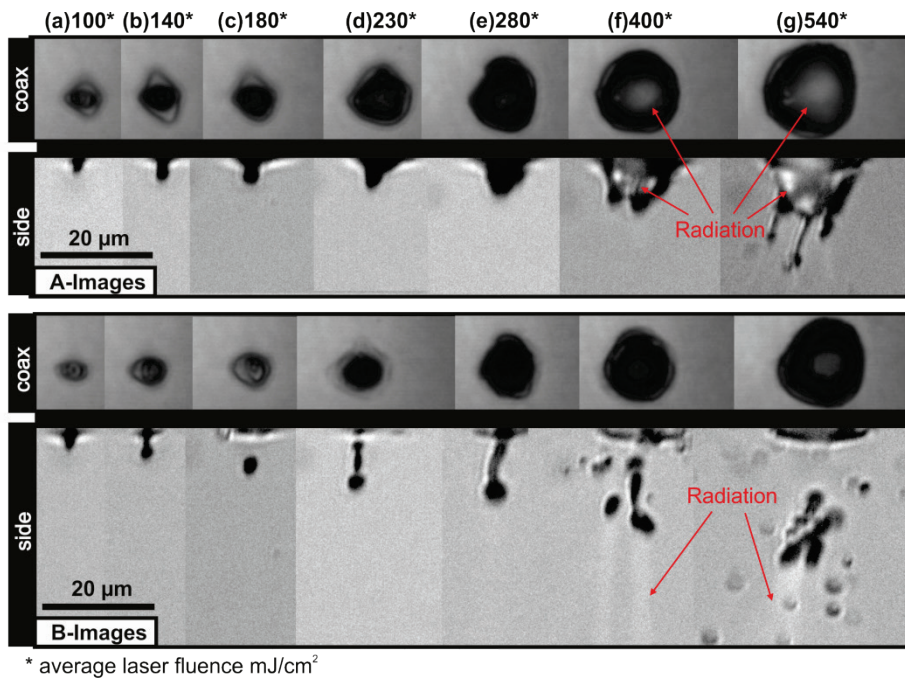 (a)100* (b)140* (c)180* (d)230* (e)280* (f)400* (g)540*
coax
side
Radiation
20 µm
A-Images
coax
side
Radiation
20 µm
B-Images
* average laser fluence mJ/cm²